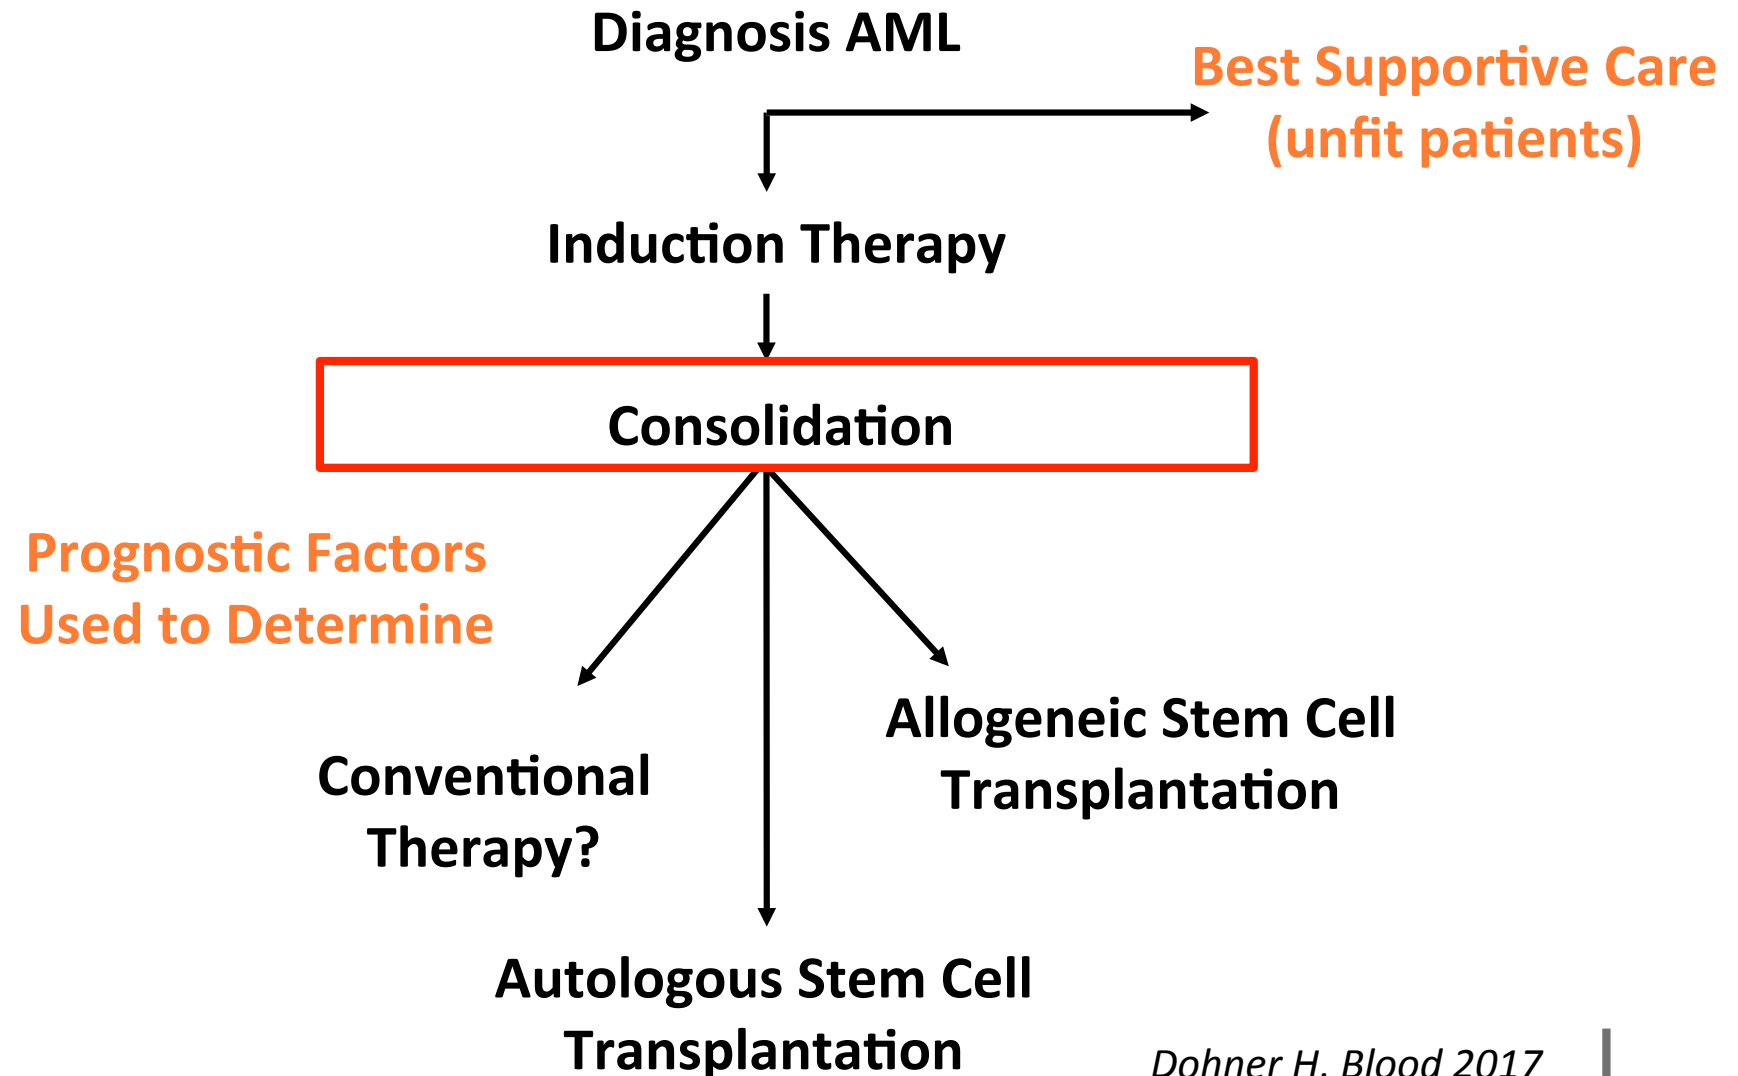 Diagnosis AML
Best Supportive Care
(unfit patients)
Induction Therapy
Consolidation
Prognostic Factors
Used to Determine
Allogeneic Stem Cell
Transplantation
Conventional
Therapy?
Autologous Stem Cell
Transplantation
Dohner H. Blood 2017